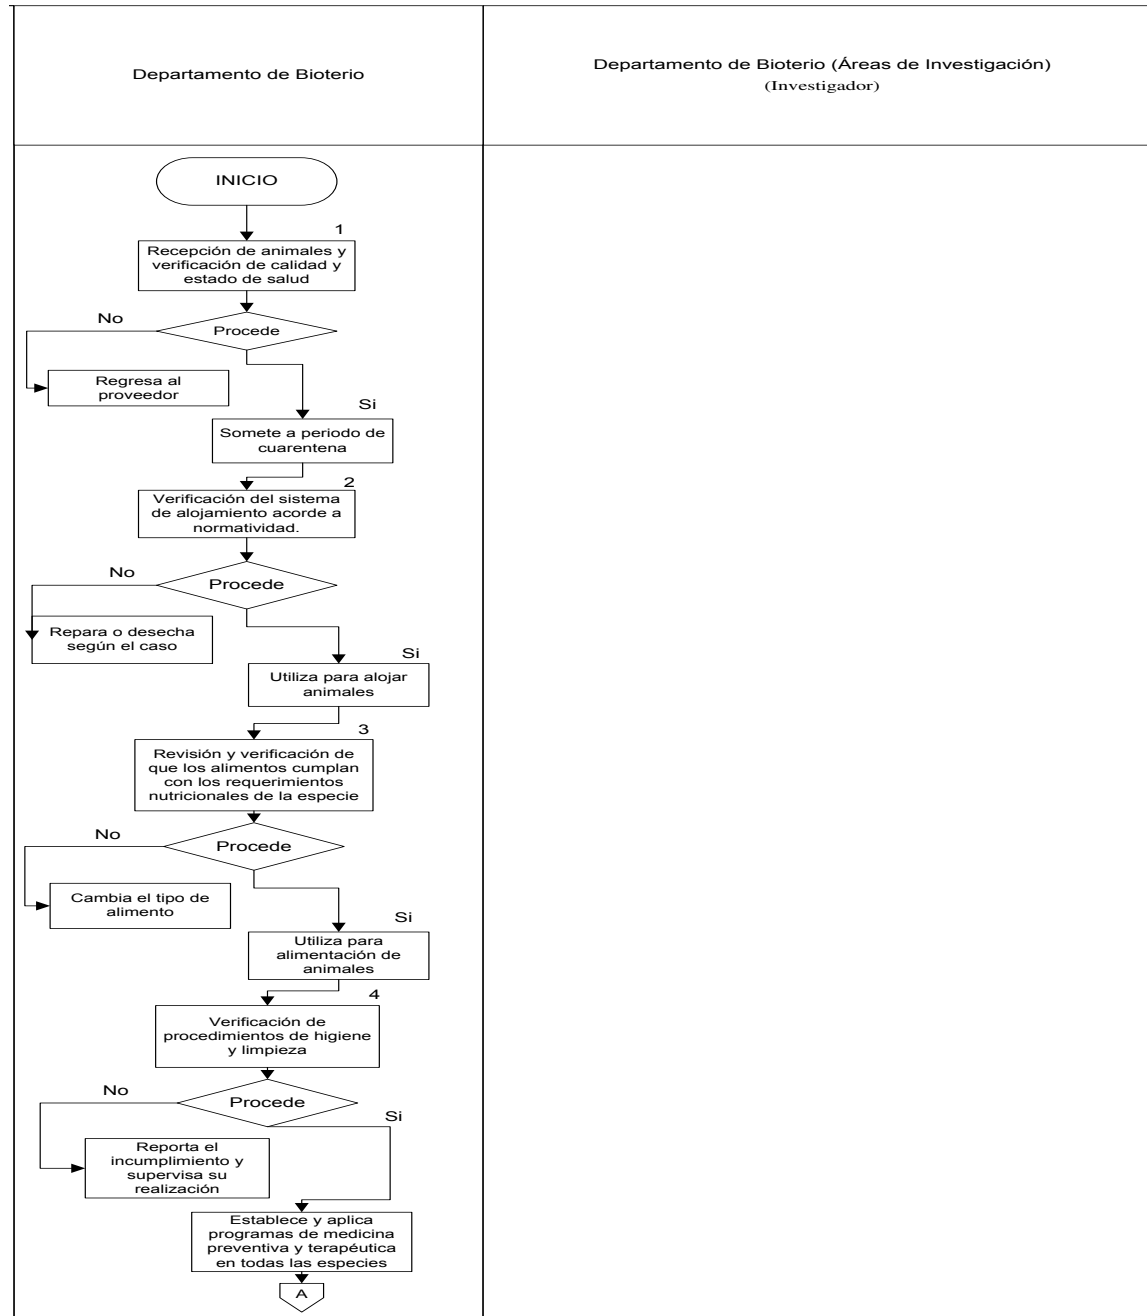 Departamento de Bioterio
Departamento de Bioterio (Áreas de Investigación)
(Investigador)
INICIO
1
Recepción de animales y
verificación de calidad y
estado de salud
No
Procede
Regresa al
proveedor
Si
Somete a periodo de
cuarentena
2
Verificación del sistema
de alojamiento acorde a
normatividad.
No
Procede
Repara o desecha
según el caso
Si
Utiliza para alojar
animales
3
Revisión y verificación de
que los alimentos cumplan
con los requerimientos
nutricionales de la especie
No
Procede
Cambia el tipo de
alimento
Si
Utiliza para
alimentación de
animales
4
Verificación de
procedimientos de higiene
y limpieza
No
Procede
Si
Reporta el
incumplimiento y
supervisa su
realización
Establece y aplica
programas de medicina
preventiva y terapéutica
en todas las especies
A